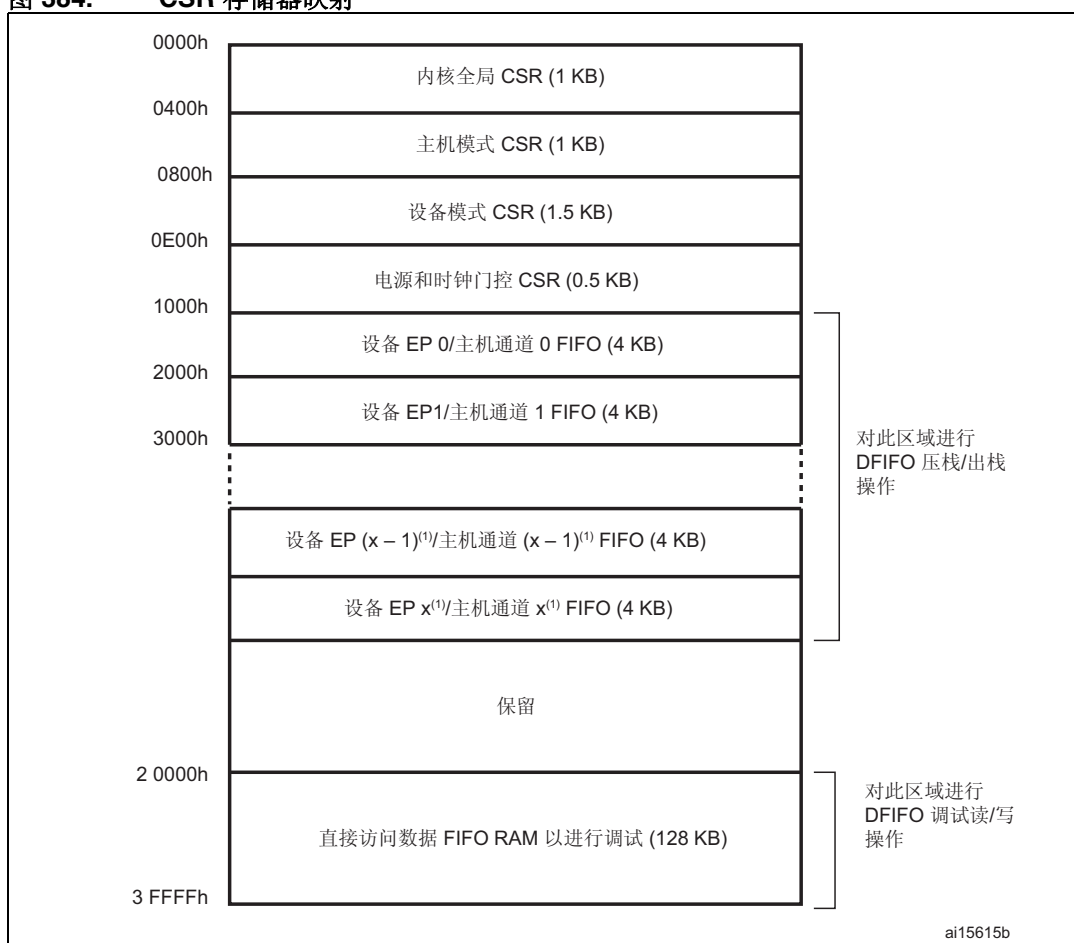 图 384. CSR 存储器映射
0000h
内核全局 CSR (1 KB)
0400h
主机模式 CSR (1 KB)
0800h
设备模式 CSR (1.5 KB)
0E00h
电源和时钟门控 CSR (0.5 KB)
1000h
设备 EP 0/主机通道 0 FIFO (4 KB)
2000h
设备 EP1/主机通道 1 FIFO (4 KB)
3000h
对此区域进行
DFIFO 压栈/出栈
操作
设备 EP (x – 1)⁽¹⁾/主机通道 (x – 1)⁽¹⁾ FIFO (4 KB)
设备 EP x⁽¹⁾/主机通道 x⁽¹⁾ FIFO (4 KB)
保留
2 0000h
对此区域进行
DFIFO 调试读/写
操作
直接访问数据 FIFO RAM 以进行调试 (128 KB)
3 FFFFh
ai15615b